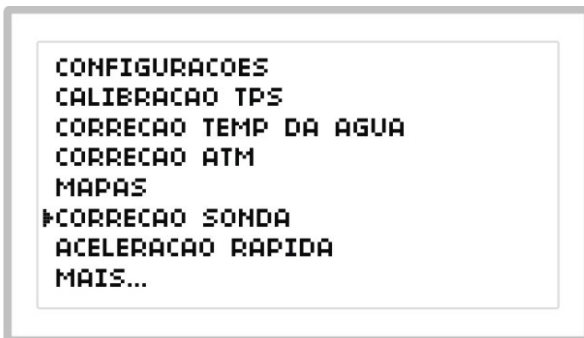 CONFIGURACOES
CALIBRACAO TPS
CORRECAO TEMP DA AGUA
CORRECAO ATM
MAPAS
CORRECAO SONDA
ACELERACAO RAPIDA
MAIS...